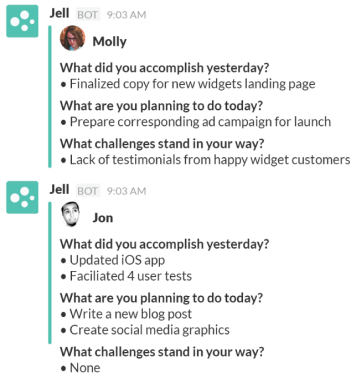 Jell BOT 9:03 AM
Molly
What did you accomplish yesterday?
• Finalized copy for new widgets landing page
What are you planning to do today?
• Prepare corresponding ad campaign for launch
What challenges stand in your way?
• Lack of testimonials from happy widget customers
Jell BOT 9:03 AM
Jon
What did you accomplish yesterday?
• Updated iOS app
• Faciliated 4 user tests
What are you planning to do today?
• Write a new blog post
• Create social media graphics
What challenges stand in your way?
• None